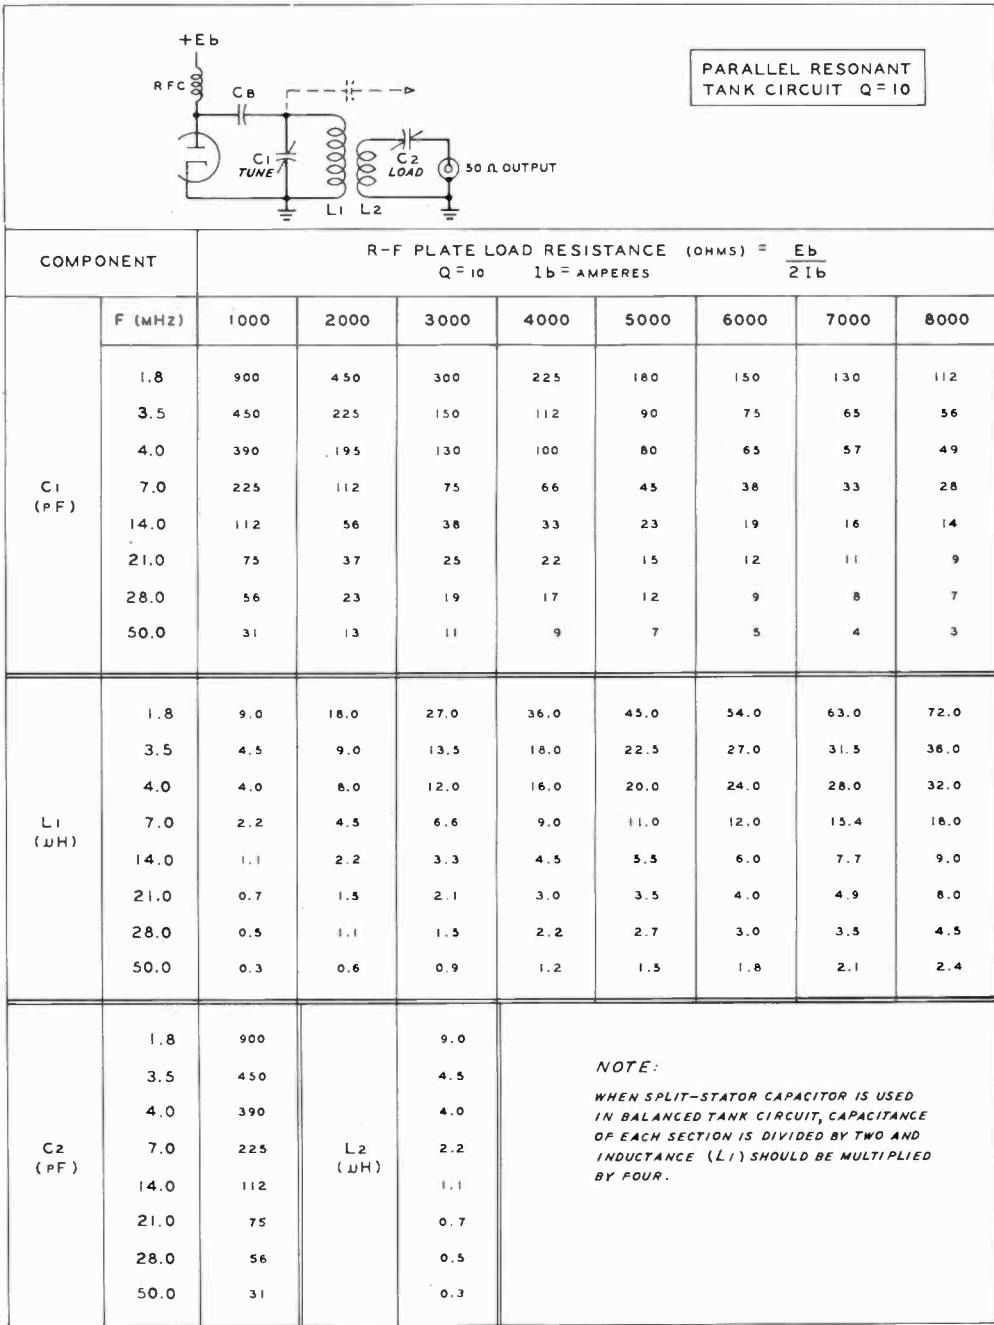 +Eb
RFC
CB
C1
TUNE
C2
LOAD
50 Ω OUTPUT
L1 L2
PARALLEL RESONANT
TANK CIRCUIT Q=10
COMPONENT
R-F PLATE LOAD RESISTANCE (OHMS) = Eb
2Ib
Q=10 Ib = AMPERES
F (MHZ) 1000 2000 3000 4000 5000 6000 7000 8000
C1
(PF)
1.8 900 450 300 225 180 150 130 112
3.5 450 225 150 112 90 75 65 56
4.0 390 195 130 100 80 65 57 49
7.0 225 112 75 66 45 38 33 28
14.0 112 56 38 33 23 19 16 14
21.0 75 37 25 22 15 12 11 9
28.0 56 23 19 17 12 9 8 7
50.0 31 13 11 9 7 5 4 3
L1
(µH)
1.8 9.0 18.0 27.0 36.0 45.0 54.0 63.0 72.0
3.5 4.5 9.0 13.5 18.0 22.5 27.0 31.5 36.0
4.0 4.0 8.0 12.0 16.0 20.0 24.0 28.0 32.0
7.0 2.2 4.5 6.6 9.0 11.0 12.0 15.4 18.0
14.0 1.1 2.2 3.3 4.5 5.5 6.0 7.7 9.0
21.0 0.7 1.5 2.1 3.0 3.5 4.0 4.9 8.0
28.0 0.5 1.1 1.5 2.2 2.7 3.0 3.5 4.5
50.0 0.3 0.6 0.9 1.2 1.5 1.8 2.1 2.4
C2
(PF)
L2
(µH)
1.8 900 9.0
3.5 450 4.5
4.0 390 4.0
7.0 225 2.2
14.0 112 1.1
21.0 75 0.7
28.0 56 0.5
50.0 31 0.3
NOTE:
WHEN SPLIT-STATOR CAPACITOR IS USED
IN BALANCED TANK CIRCUIT, CAPACITANCE
OF EACH SECTION IS DIVIDED BY TWO AND
INDUCTANCE (L1) SHOULD BE MULTIPLIED
BY FOUR.